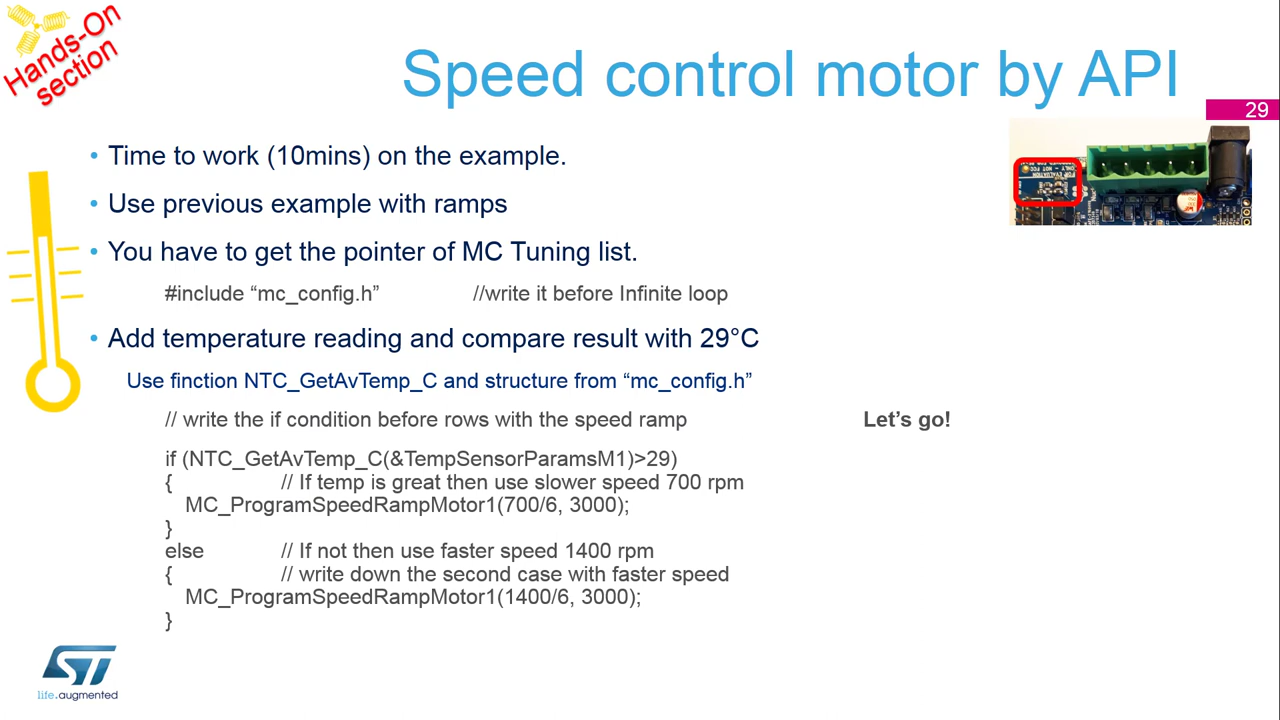 Hands-On
section
Speed control motor by API
29
• Time to work (10mins) on the example.
• Use previous example with ramps
• You have to get the pointer of MC Tuning list.
#include “mc_config.h” //write it before Infinite loop
• Add temperature reading and compare result with 29°C
Use finction NTC_GetAvTemp_C and structure from “mc_config.h”
// write the if condition before rows with the speed ramp
Let’s go!
if (NTC_GetAvTemp_C(&TempSensorParamsM1)>29)
{ // If temp is great then use slower speed 700 rpm
MC_ProgramSpeedRampMotor1(700/6, 3000);
}
else // If not then use faster speed 1400 rpm
{ // write down the second case with faster speed
MC_ProgramSpeedRampMotor1(1400/6, 3000);
}
ST
life.augmented